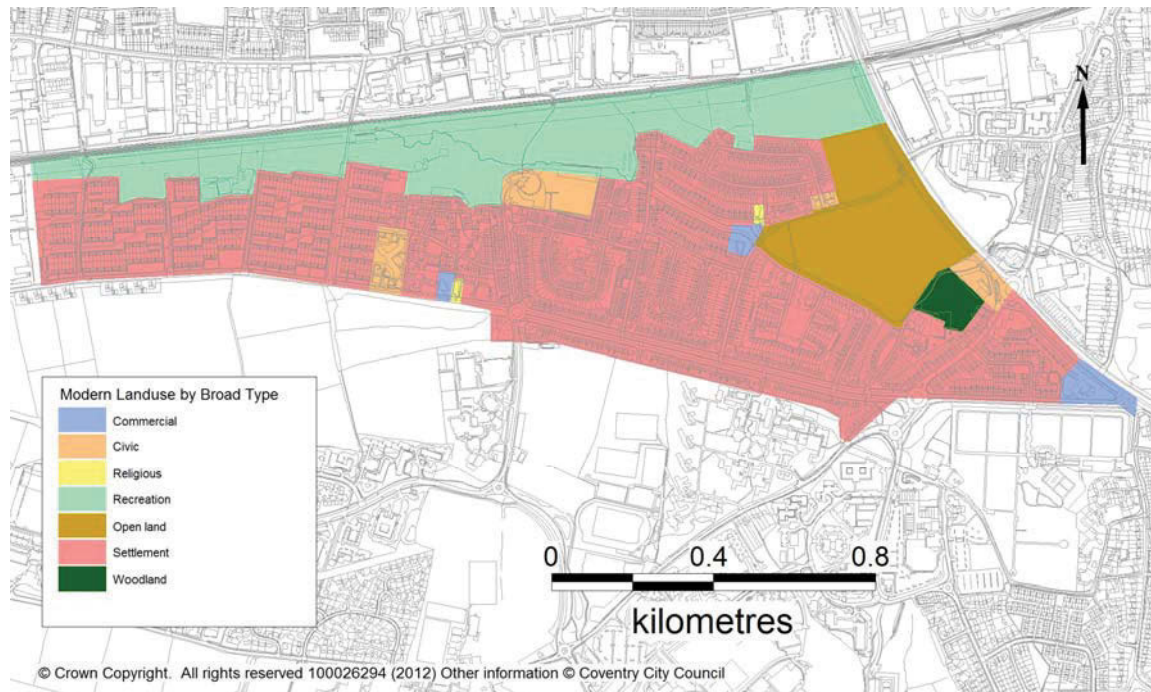 N
Modern Landuse by Broad Type
Commercial
Civic
Religious
Recreation
Open land
Settlement
Woodland
0 0.4 0.8
kilometres
© Crown Copyright. All rights reserved 100026294 (2012) Other information © Coventry City Council